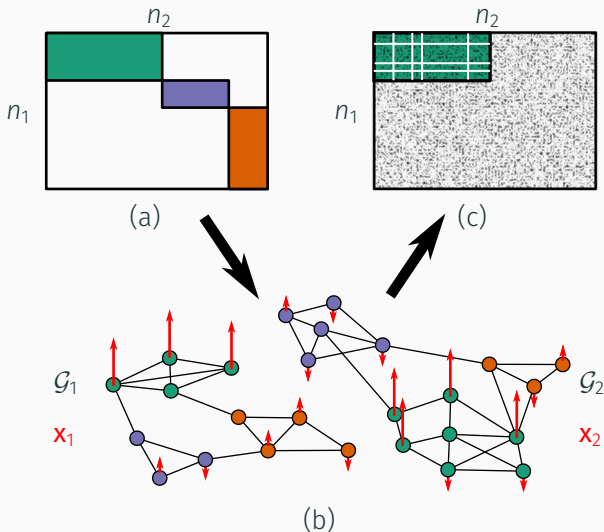 n₂ n₂
n₁ n₁
(a) (c)
𝒢₁ 𝒢₂
x₁ x₂
(b)